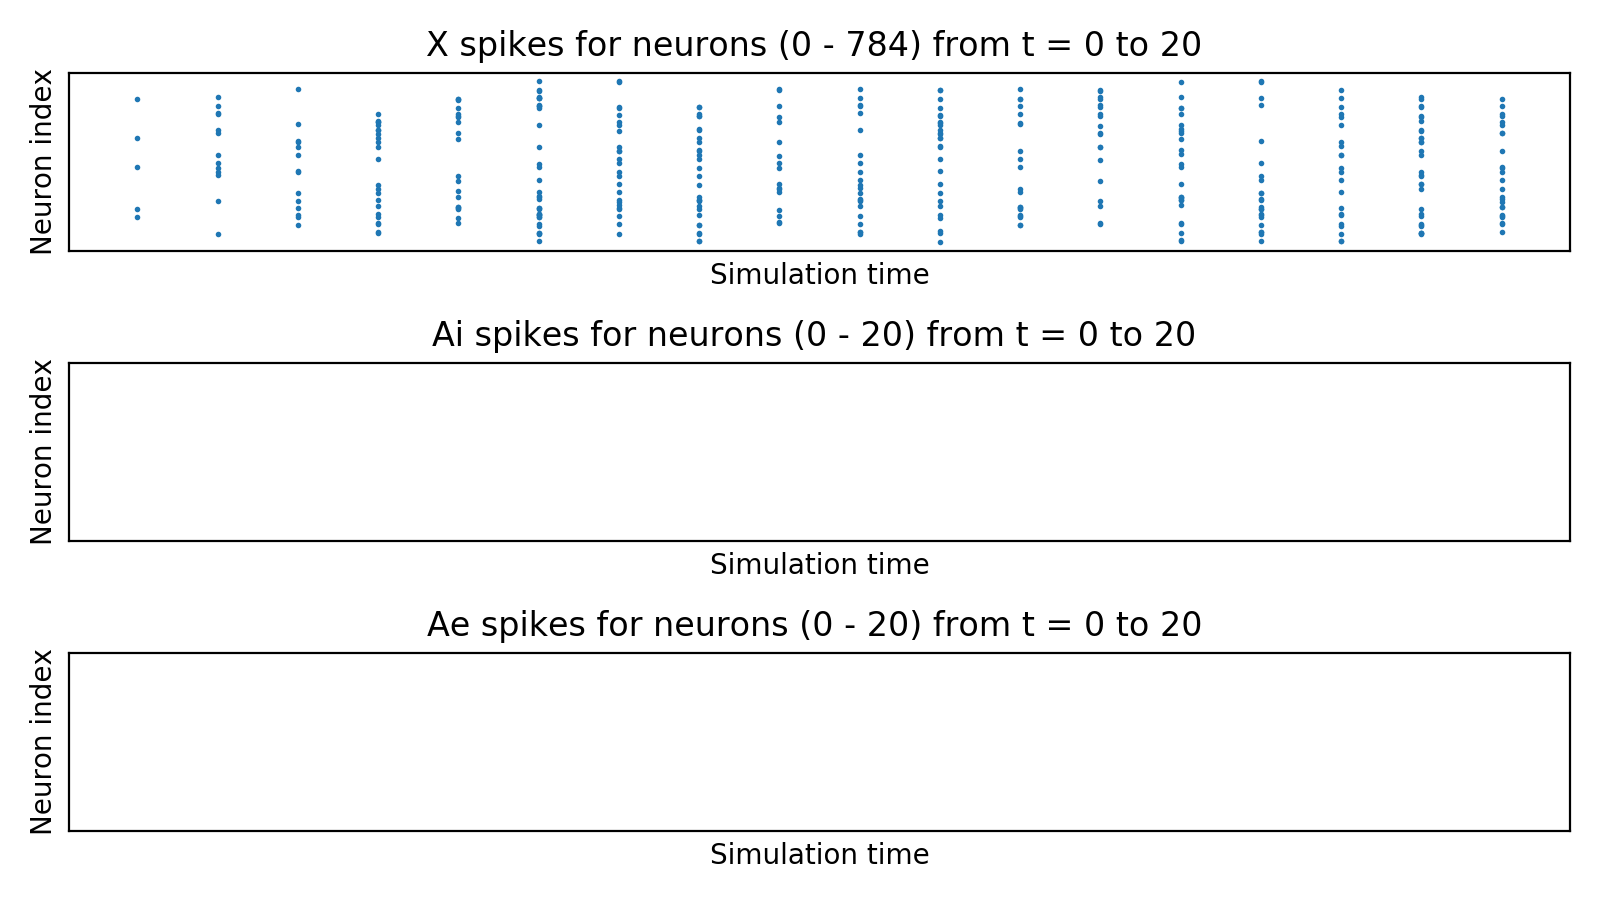 X spikes for neurons (0 - 784) from t = 0 to 20
Neuron index
Simulation time
Ai spikes for neurons (0 - 20) from t = 0 to 20
Neuron index
Simulation time
Ae spikes for neurons (0 - 20) from t = 0 to 20
Neuron index
Simulation time